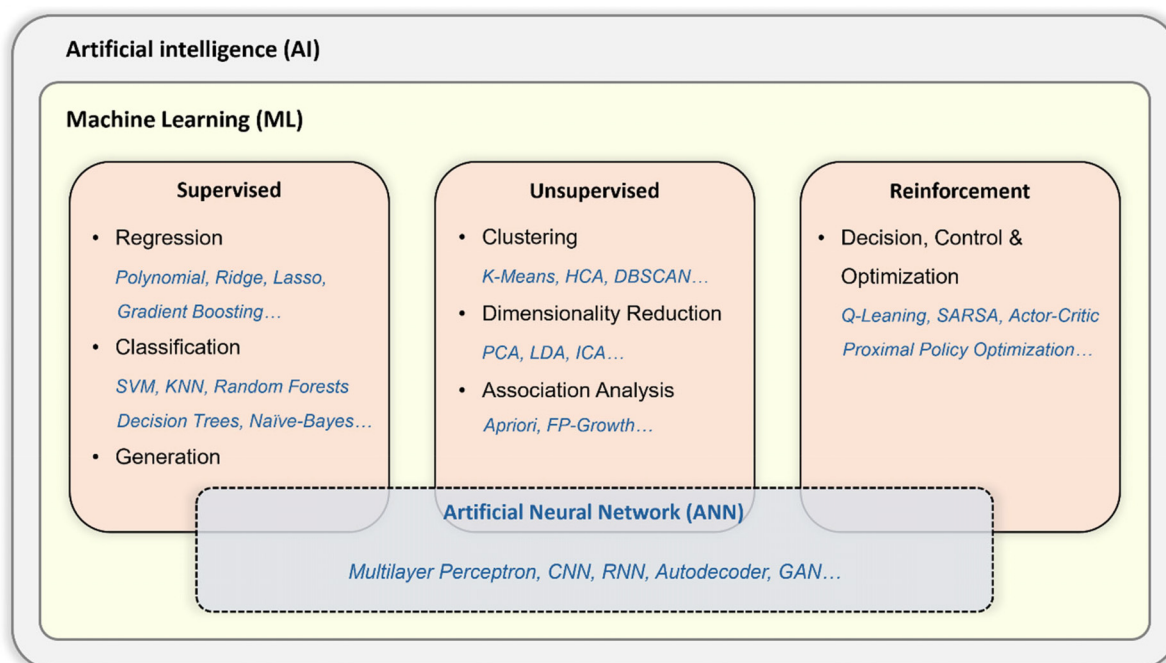 Artificial intelligence (AI)
Machine Learning (ML)
Supervised
• Regression
Polynomial, Ridge, Lasso,
Gradient Boosting…
• Classification
SVM, KNN, Random Forests
Decision Trees, Naïve-Bayes…
• Generation
Unsupervised
• Clustering
K-Means, HCA, DBSCAN…
• Dimensionality Reduction
PCA, LDA, ICA…
• Association Analysis
Apriori, FP-Growth…
Reinforcement
• Decision, Control &
Optimization
Q-Leaning, SARSA, Actor-Critic
Proximal Policy Optimization…
Artificial Neural Network (ANN)
Multilayer Perceptron, CNN, RNN, Autodecoder, GAN…